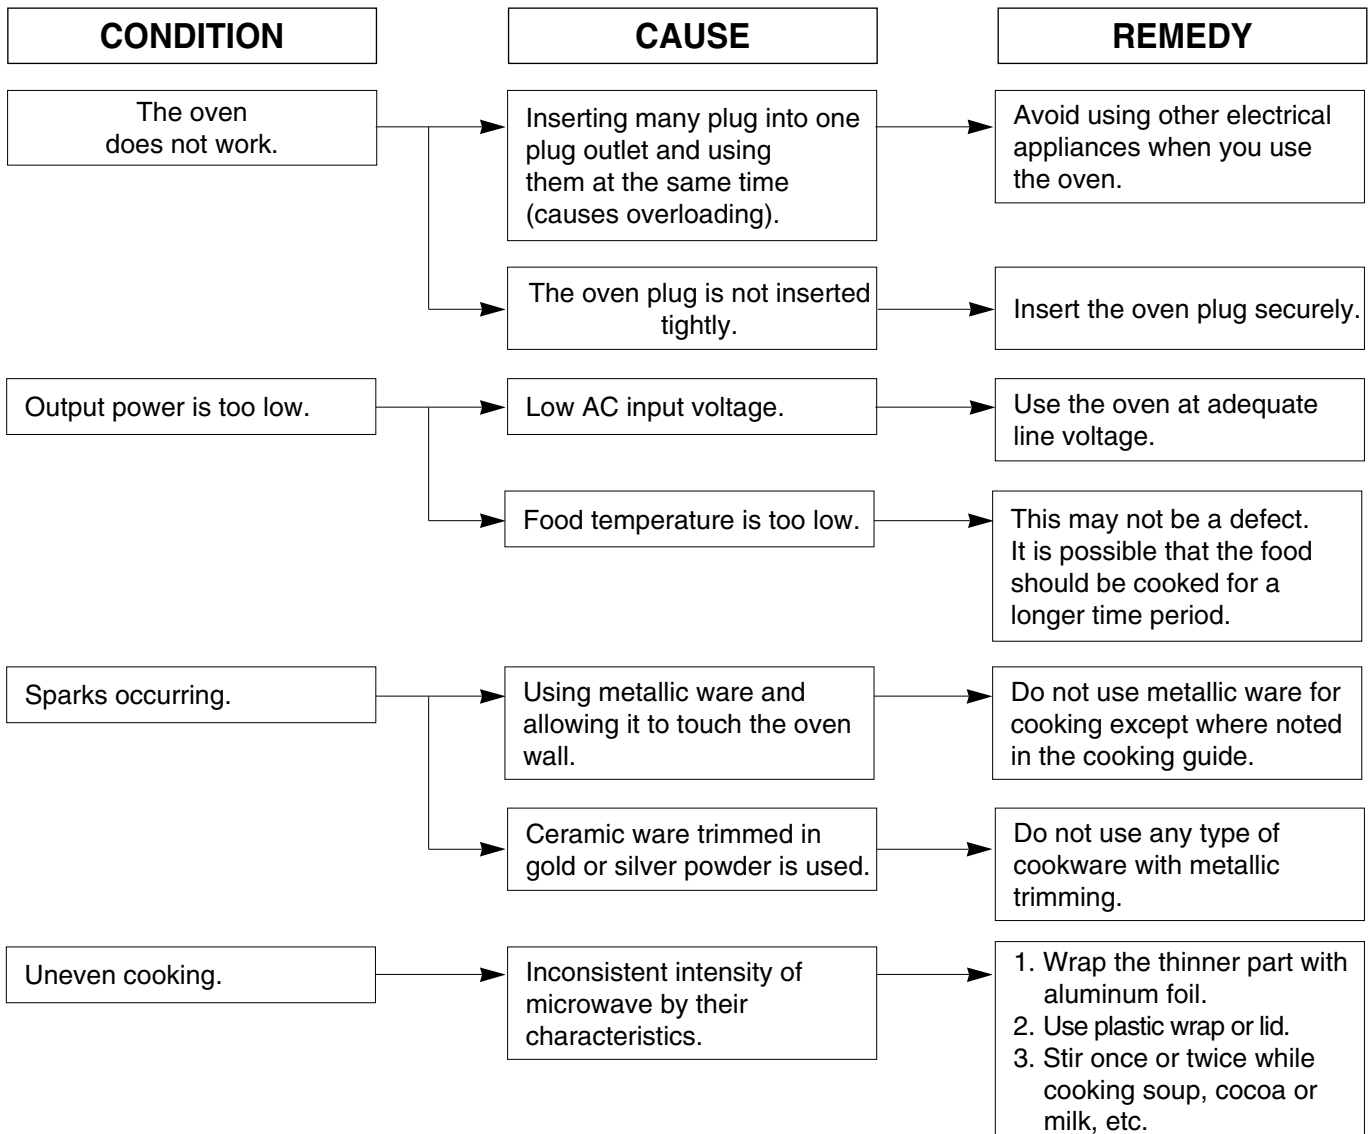 CONDITION
CAUSE
REMEDY
The oven
does not work.
Inserting many plug into one
plug outlet and using
them at the same time
(causes overloading).
Avoid using other electrical
appliances when you use
the oven.
The oven plug is not inserted
tightly.
Insert the oven plug securely.
Output power is too low.
Low AC input voltage.
Use the oven at adequate
line voltage.
Food temperature is too low.
This may not be a defect.
It is possible that the food
should be cooked for a
longer time period.
Sparks occurring.
Using metallic ware and
allowing it to touch the oven
wall.
Do not use metallic ware for
cooking except where noted
in the cooking guide.
Ceramic ware trimmed in
gold or silver powder is used.
Do not use any type of
cookware with metallic
trimming.
Uneven cooking.
Inconsistent intensity of
microwave by their
characteristics.
1. Wrap the thinner part with
aluminum foil.
2. Use plastic wrap or lid.
3. Stir once or twice while
cooking soup, cocoa or
milk, etc.